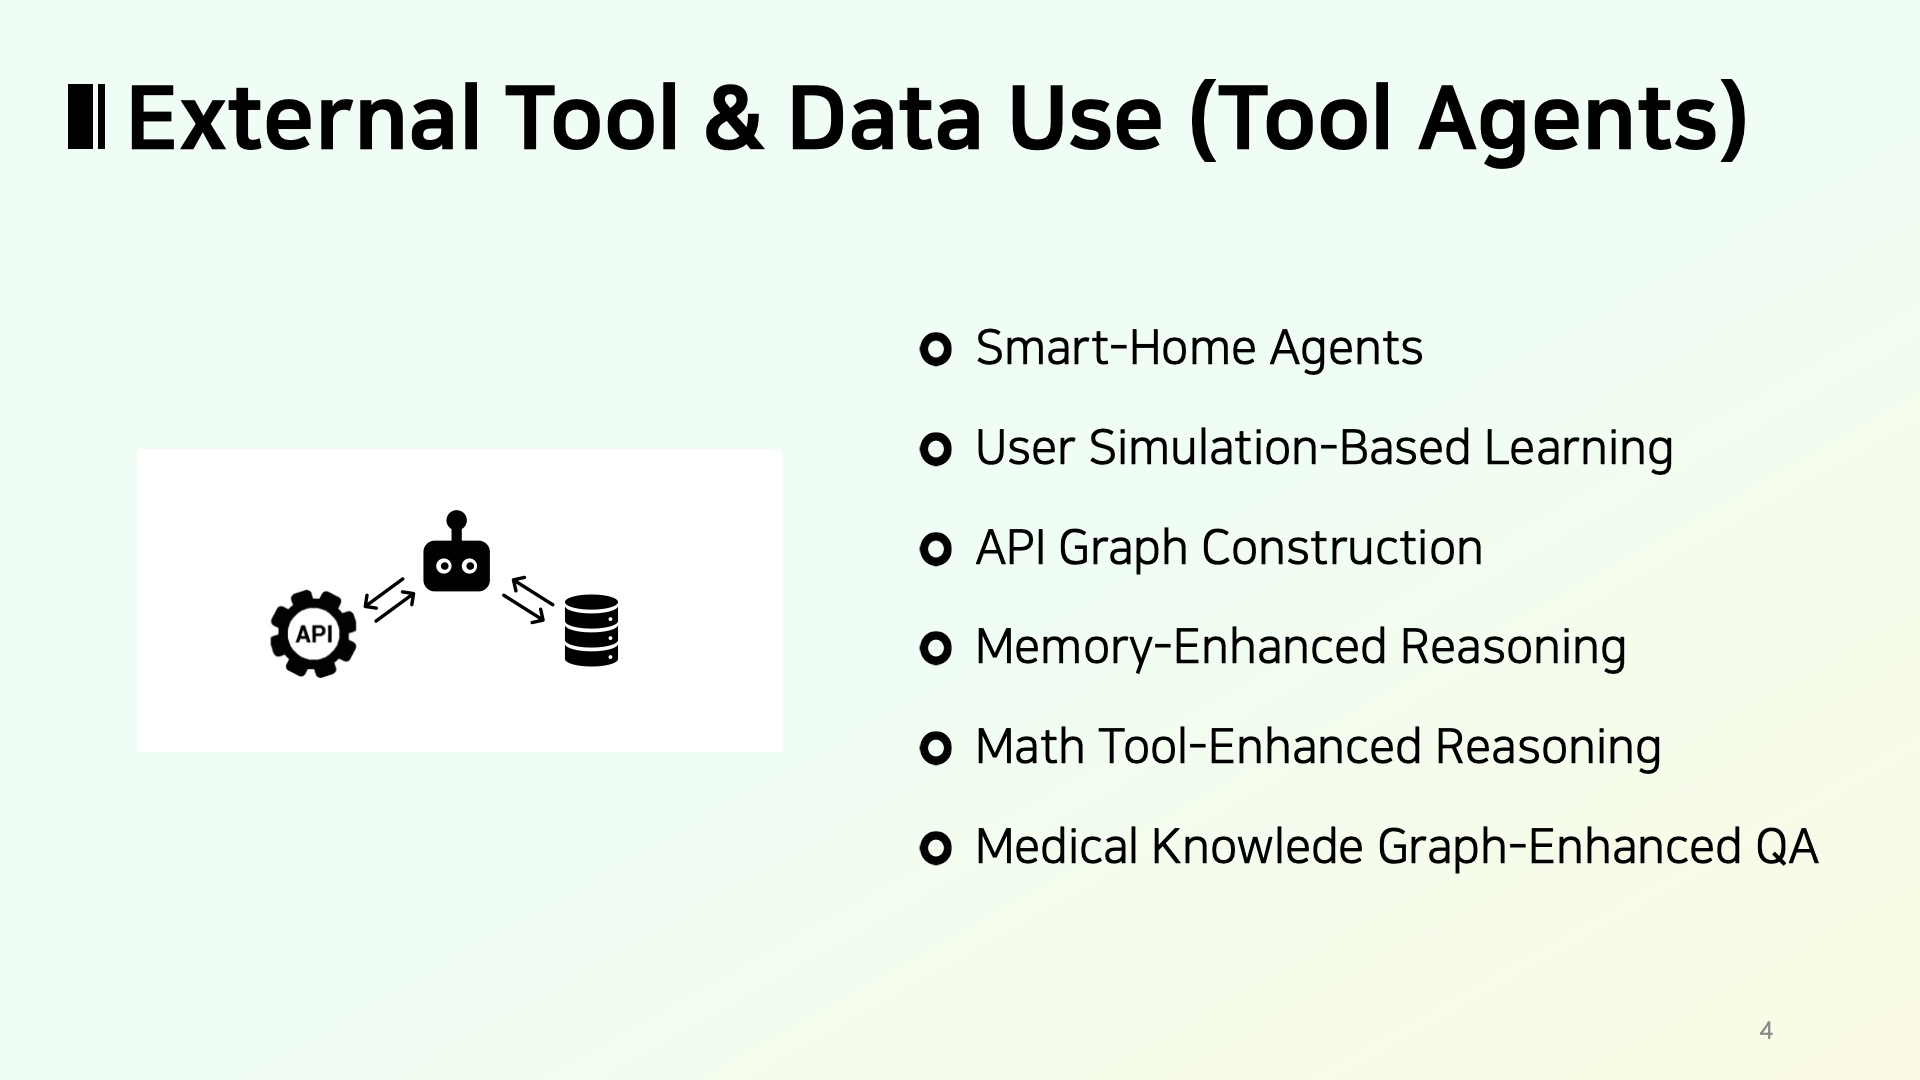 External Tool & Data Use (Tool Agents)
Smart-Home Agents
User Simulation-Based Learning
API Graph Construction
Memory-Enhanced Reasoning
Math Tool-Enhanced Reasoning
Medical Knowlede Graph-Enhanced QA
API
4